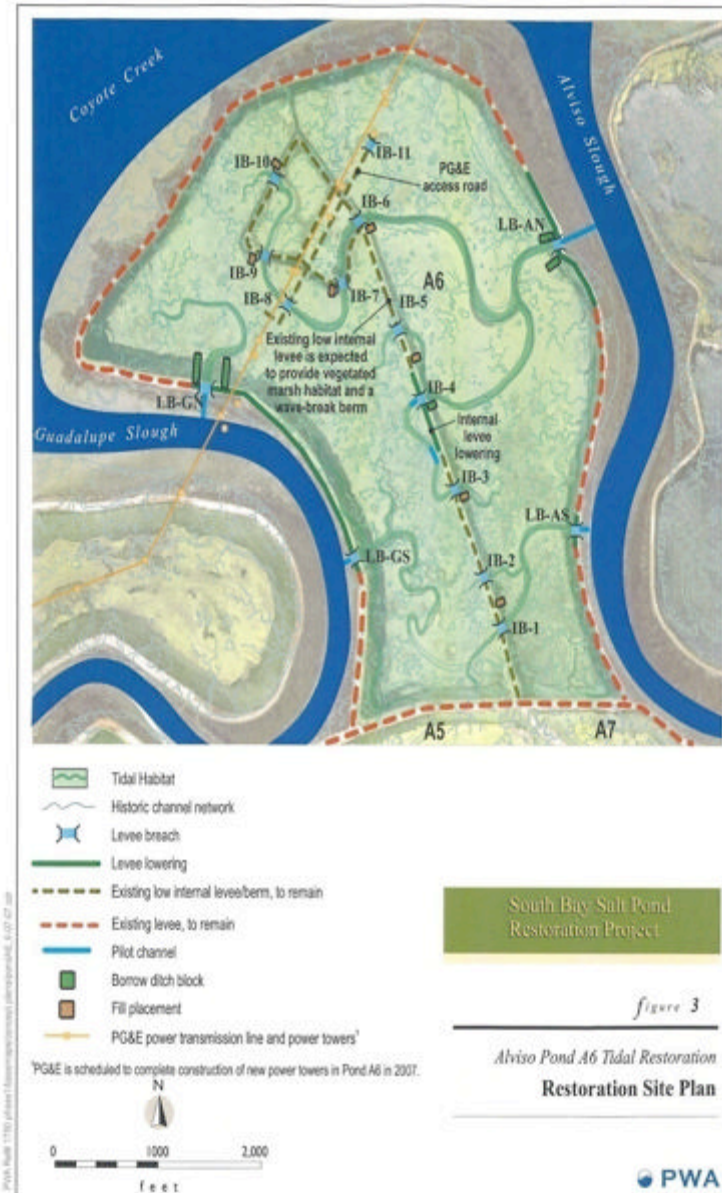 Coyote Creek
Alviso Slough
IB-10
IB-11
PG&E
access road
IB-6
LB-AN
IB-9
A6
IB-7
IB-8
IB-5
Existing low internal
levee is expected
to provide vegetated
marsh habitat and a
wave-break berm
IB-4
LB-GN
Internal
levee
lowering
Guadalupe Slough
IB-3
LB-AS
LB-GS
IB-2
IB-1
A5
A7
Tidal Habitat
Historic channel network
Levee breach
Levee lowering
Existing low internal levee/berm, to remain
Existing levee, to remain
Pilot channel
Borrow ditch block
Fill placement
PG&E power transmission line and power towers¹
¹PG&E is scheduled to complete construction of new power towers in Pond A6 in 2007.
N
0 1000 2,000
feet
South Bay Salt Pond
Restoration Project
figure 3
Alviso Pond A6 Tidal Restoration
Restoration Site Plan
PWA